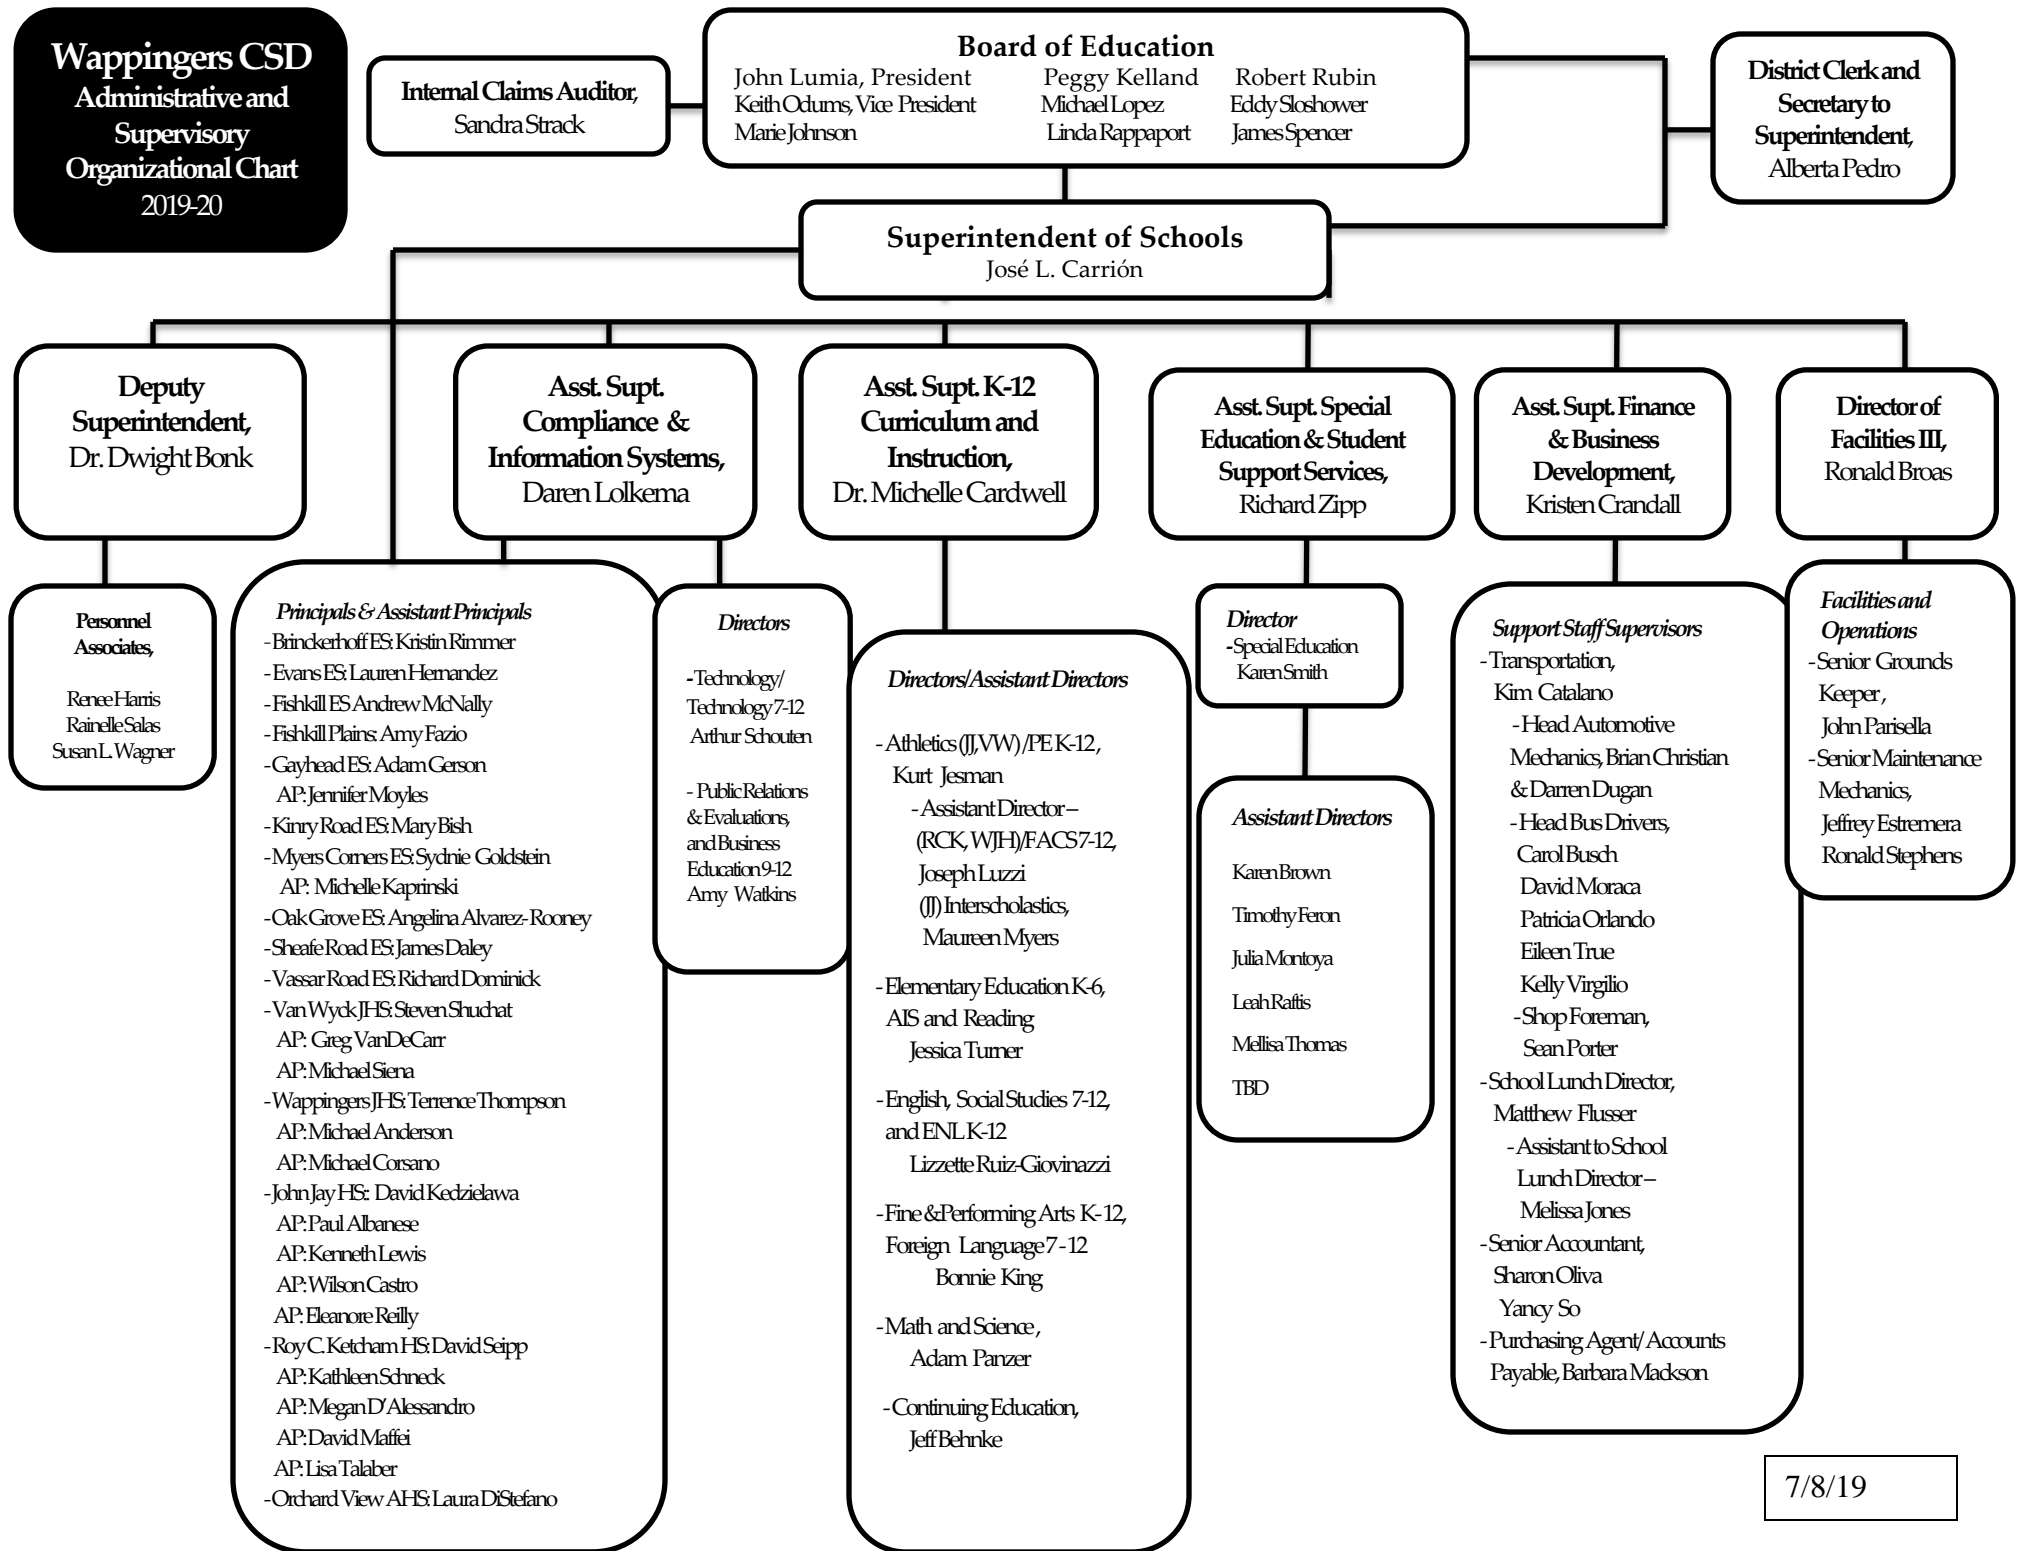 Wappingers CSD
Administrative and
Supervisory
Organizational Chart
2019-20
Internal Claims Auditor,
Sandra Strack
Board of Education
John Lumia, President Peggy Kelland Robert Rubin
Keith Odums, Vice President Michael Lopez Eddy Sloshower
Marie Johnson Linda Rappaport James Spencer
District Clerk and
Secretary to
Superintendent,
Alberta Pedro
Superintendent of Schools
José L. Carrión
Deputy
Superintendent,
Dr. Dwight Bonk
Asst. Supt.
Compliance &
Information Systems,
Daren Lolkema
Asst. Supt. K-12
Curriculum and
Instruction,
Dr. Michelle Cardwell
Asst. Supt. Special
Education & Student
Support Services,
Richard Zipp
Asst. Supt. Finance
& Business
Development,
Kristen Crandall
Director of
Facilities III,
Ronald Broas
Personnel
Associates,
Renee Harris
Rainelle Salas
Susan L. Wagner
Principals & Assistant Principals
- Brinckerhoff ES: Kristin Rimmer
- Evans ES: Lauren Hernandez
- Fishkill ES Andrew McNally
- Fishkill Plains: Amy Fazio
- Gayhead ES: Adam Gerson
AP: Jennifer Moyles
- Kinry Road ES: Mary Bish
- Myers Corners ES: Sydnie Goldstein
AP: Michelle Kaprinski
- Oak Grove ES: Angelina Alvarez-Rooney
- Sheafe Road ES: James Daley
- Vassar Road ES: Richard Dominick
- Van Wyck JHS: Steven Shuchat
AP: Greg VanDeCarr
AP: Michael Siena
- Wappingers JHS: Terrence Thompson
AP: Michael Anderson
AP: Michael Corsano
- John Jay HS:: David Kedzielawa
AP: Paul Albanese
AP: Kenneth Lewis
AP: Wilson Castro
AP: Eleanore Reilly
- Roy C. Ketcham HS: David Seipp
AP: Kathleen Schneck
AP: Megan D'Alessandro
AP: David Maffei
AP: Lisa Talaber
- Orchard View AHS: Laura DiStefano
Directors
- Technology/
Technology 7-12
Arthur Schouten
- Public Relations
& Evaluations,
and Business
Education 9-12
Amy Watkins
Directors/Assistant Directors
- Athletics (JJ, VW) /PE K-12 ,
Kurt Jesman
- Assistant Director –
(RCK, WJH)/FACS 7-12,
Joseph Luzzi
(JJ) Interscholastics,
Maureen Myers
- Elementary Education K-6,
AIS and Reading
Jessica Turner
- English, Social Studies 7-12,
and ENL K-12
Lizzette Ruiz-Giovinazzi
- Fine & Performing Arts K-12,
Foreign Language 7 - 12
Bonnie King
- Math and Science ,
Adam Panzer
- Continuing Education,
Jeff Behnke
Director
- Special Education
Karen Smith
Assistant Directors
Karen Brown
Timothy Feron
Julia Montoya
Leah Raftis
Mellisa Thomas
TBD
Support Staff Supervisors
- Transportation,
Kim Catalano
- Head Automotive
Mechanics, Brian Christian
& Darren Dugan
- Head Bus Drivers,
Carol Busch
David Moraca
Patricia Orlando
Eileen True
Kelly Virgilio
- Shop Foreman,
Sean Porter
- School Lunch Director,
Matthew Flusser
- Assistant to School
Lunch Director –
Melissa Jones
- Senior Accountant,
Sharon Oliva
Yancy So
- Purchasing Agent/Accounts
Payable, Barbara Mackson
Facilities and
Operations
- Senior Grounds
Keeper ,
John Parisella
- Senior Maintenance
Mechanics,
Jeffrey Estremera
Ronald Stephens
7/8/19